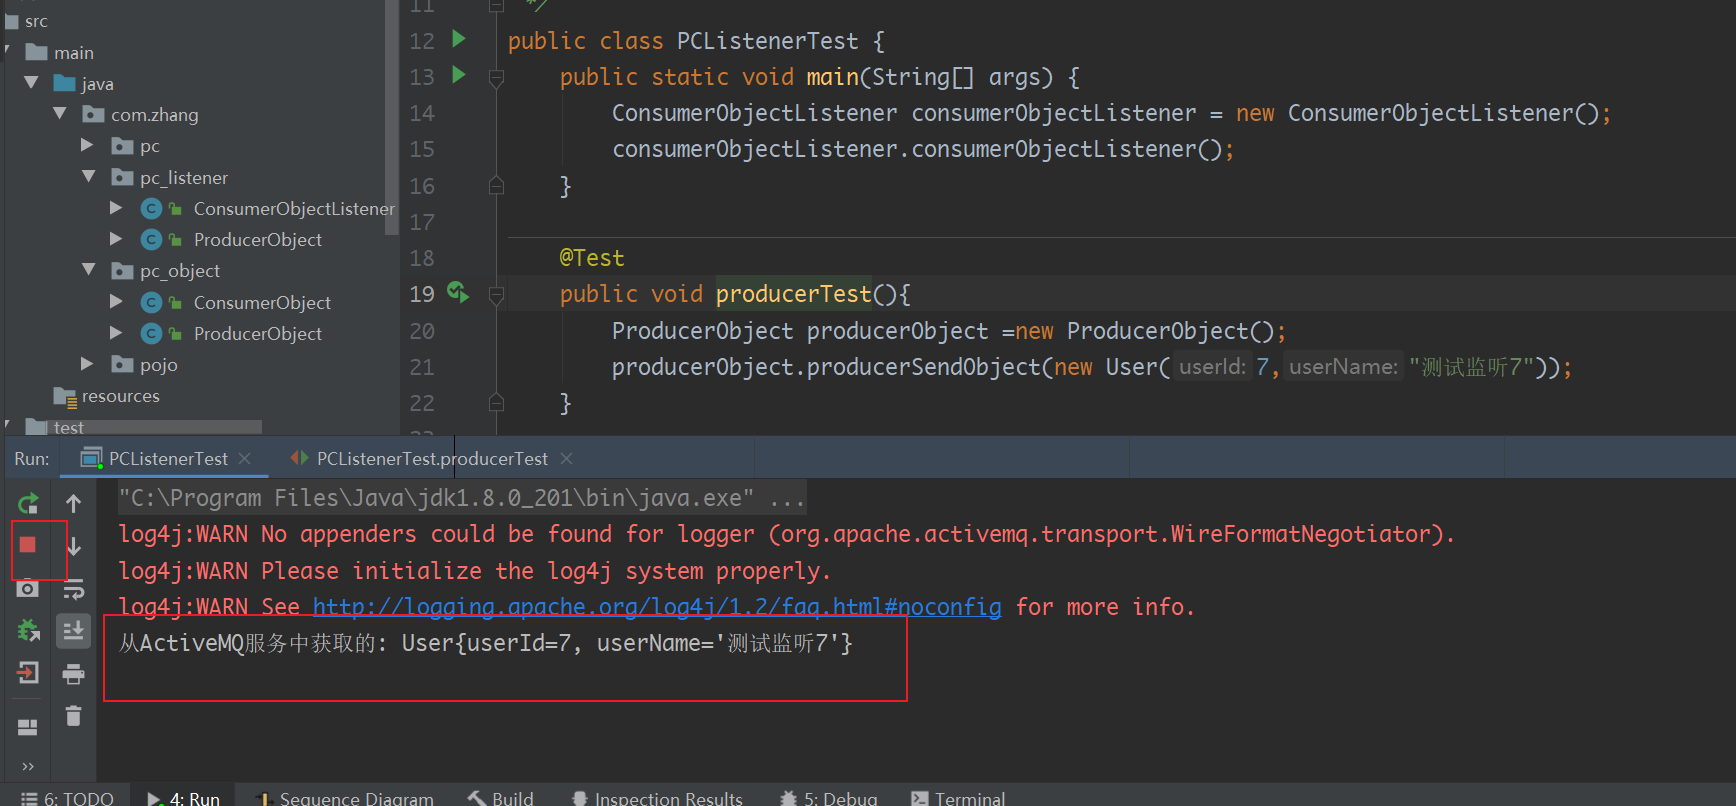 src
main
java
com.zhang
pc
pc_listener
ConsumerObjectListener
ProducerObject
pc_object
ConsumerObject
ProducerObject
pojo
resources
test
11 */
12 public class PCListenerTest {
13 public static void main(String[] args) {
14 ConsumerObjectListener consumerObjectListener = new ConsumerObjectListener();
15 consumerObjectListener.consumerObjectListener();
16 }
17
18 @Test
19 public void producerTest(){
20 ProducerObject producerObject =new ProducerObject();
21 producerObject.producerSendObject(new User( userId: 7, userName: "测试监听7"));
22 }
Run: PCListenerTest PCListenerTest.producerTest
"C:\Program Files\Java\jdk1.8.0_201\bin\java.exe" ...
log4j:WARN No appenders could be found for logger (org.apache.activemq.transport.WireFormatNegotiator).
log4j:WARN Please initialize the log4j system properly.
log4j:WARN See http://logging.apache.org/log4j/1.2/faq.html#noconfig for more info.
从ActiveMQ服务中获取的: User{userId=7, userName='测试监听7'}
6: TODO 4: Run Sequence Diagram Build Inspection Results 5: Debug Terminal